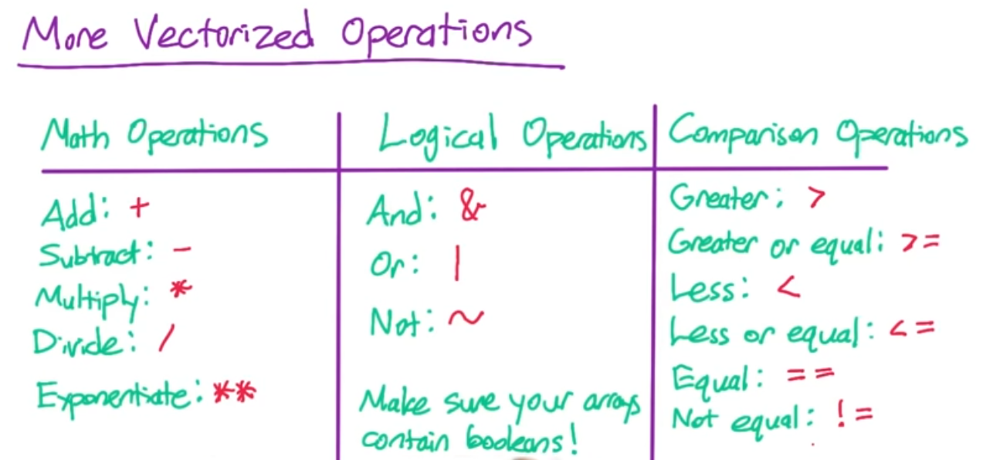 More Vectorized Operations
Math Operations
Add: +
Subtract: -
Multiply: *
Divide: /
Exponentiate: **
Logical Operations
And: &
Or: |
Not: ~
Make sure your arrays
contain booleans!
Comparison Operations
Greater: >
Greater or equal: >=
Less: <
Less or equal: <=
Equal: ==
Not equal: !=